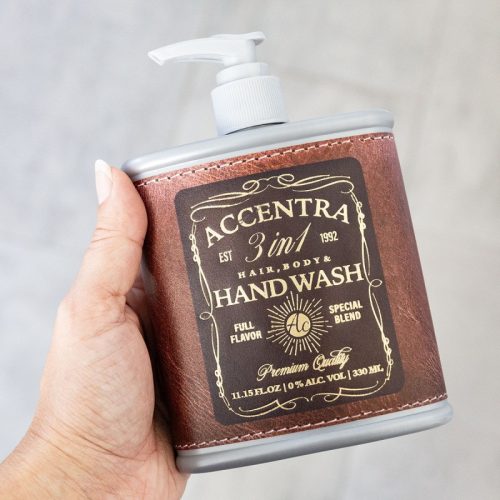 ACCENTRA
EST 3 in 1 1992
HAIR, BODY &
HAND WASH
FULL FLAVOR Ac SPECIAL BLEND
Premium Quality
11.15 FL.OZ | 0% ALC. VOL | 330 ML